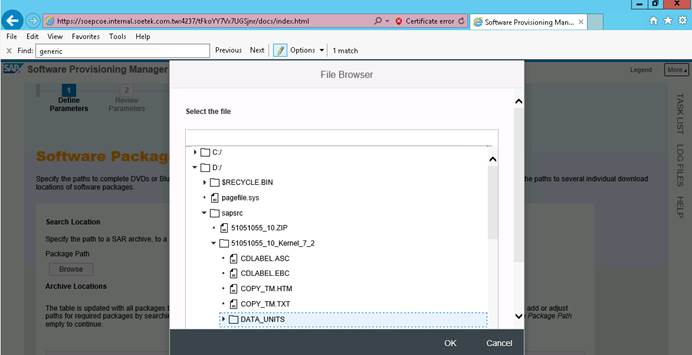 https://soepcoe.internal.soetek.com.tw:4237/tFkoYY7Vx7UGSjnr/docs/index.html
Certificate error
Software Provisioning Man...
File Edit View Favorites Tools Help
Find: generic
Previous Next
Options
1 match
SAP Software Provisioning Manager
Legend
More
1
2
Define Parameters
Review Parameters
File Browser
Select the file
C:/
D:/
$RECYCLE.BIN
pagefile.sys
sapsrc
51051055_10.ZIP
51051055_10_Kernel_7_2
CDLABEL.ASC
CDLABEL.EBC
COPY_TM.HTM
COPY_TM.TXT
DATA_UNITS
OK
Cancel
Software Packag
Specify the paths to complete DVDs or Blu
the paths to several individual download
locations of software packages.
Search Location
Specify the path to a SAR archive, to a
Package Path
Browse
Archive Locations
The table is updated with all packages t
add or adjust
paths for required packages by searchin
Package Path
empty to continue.
TASK LIST
LOG FILES
HELP